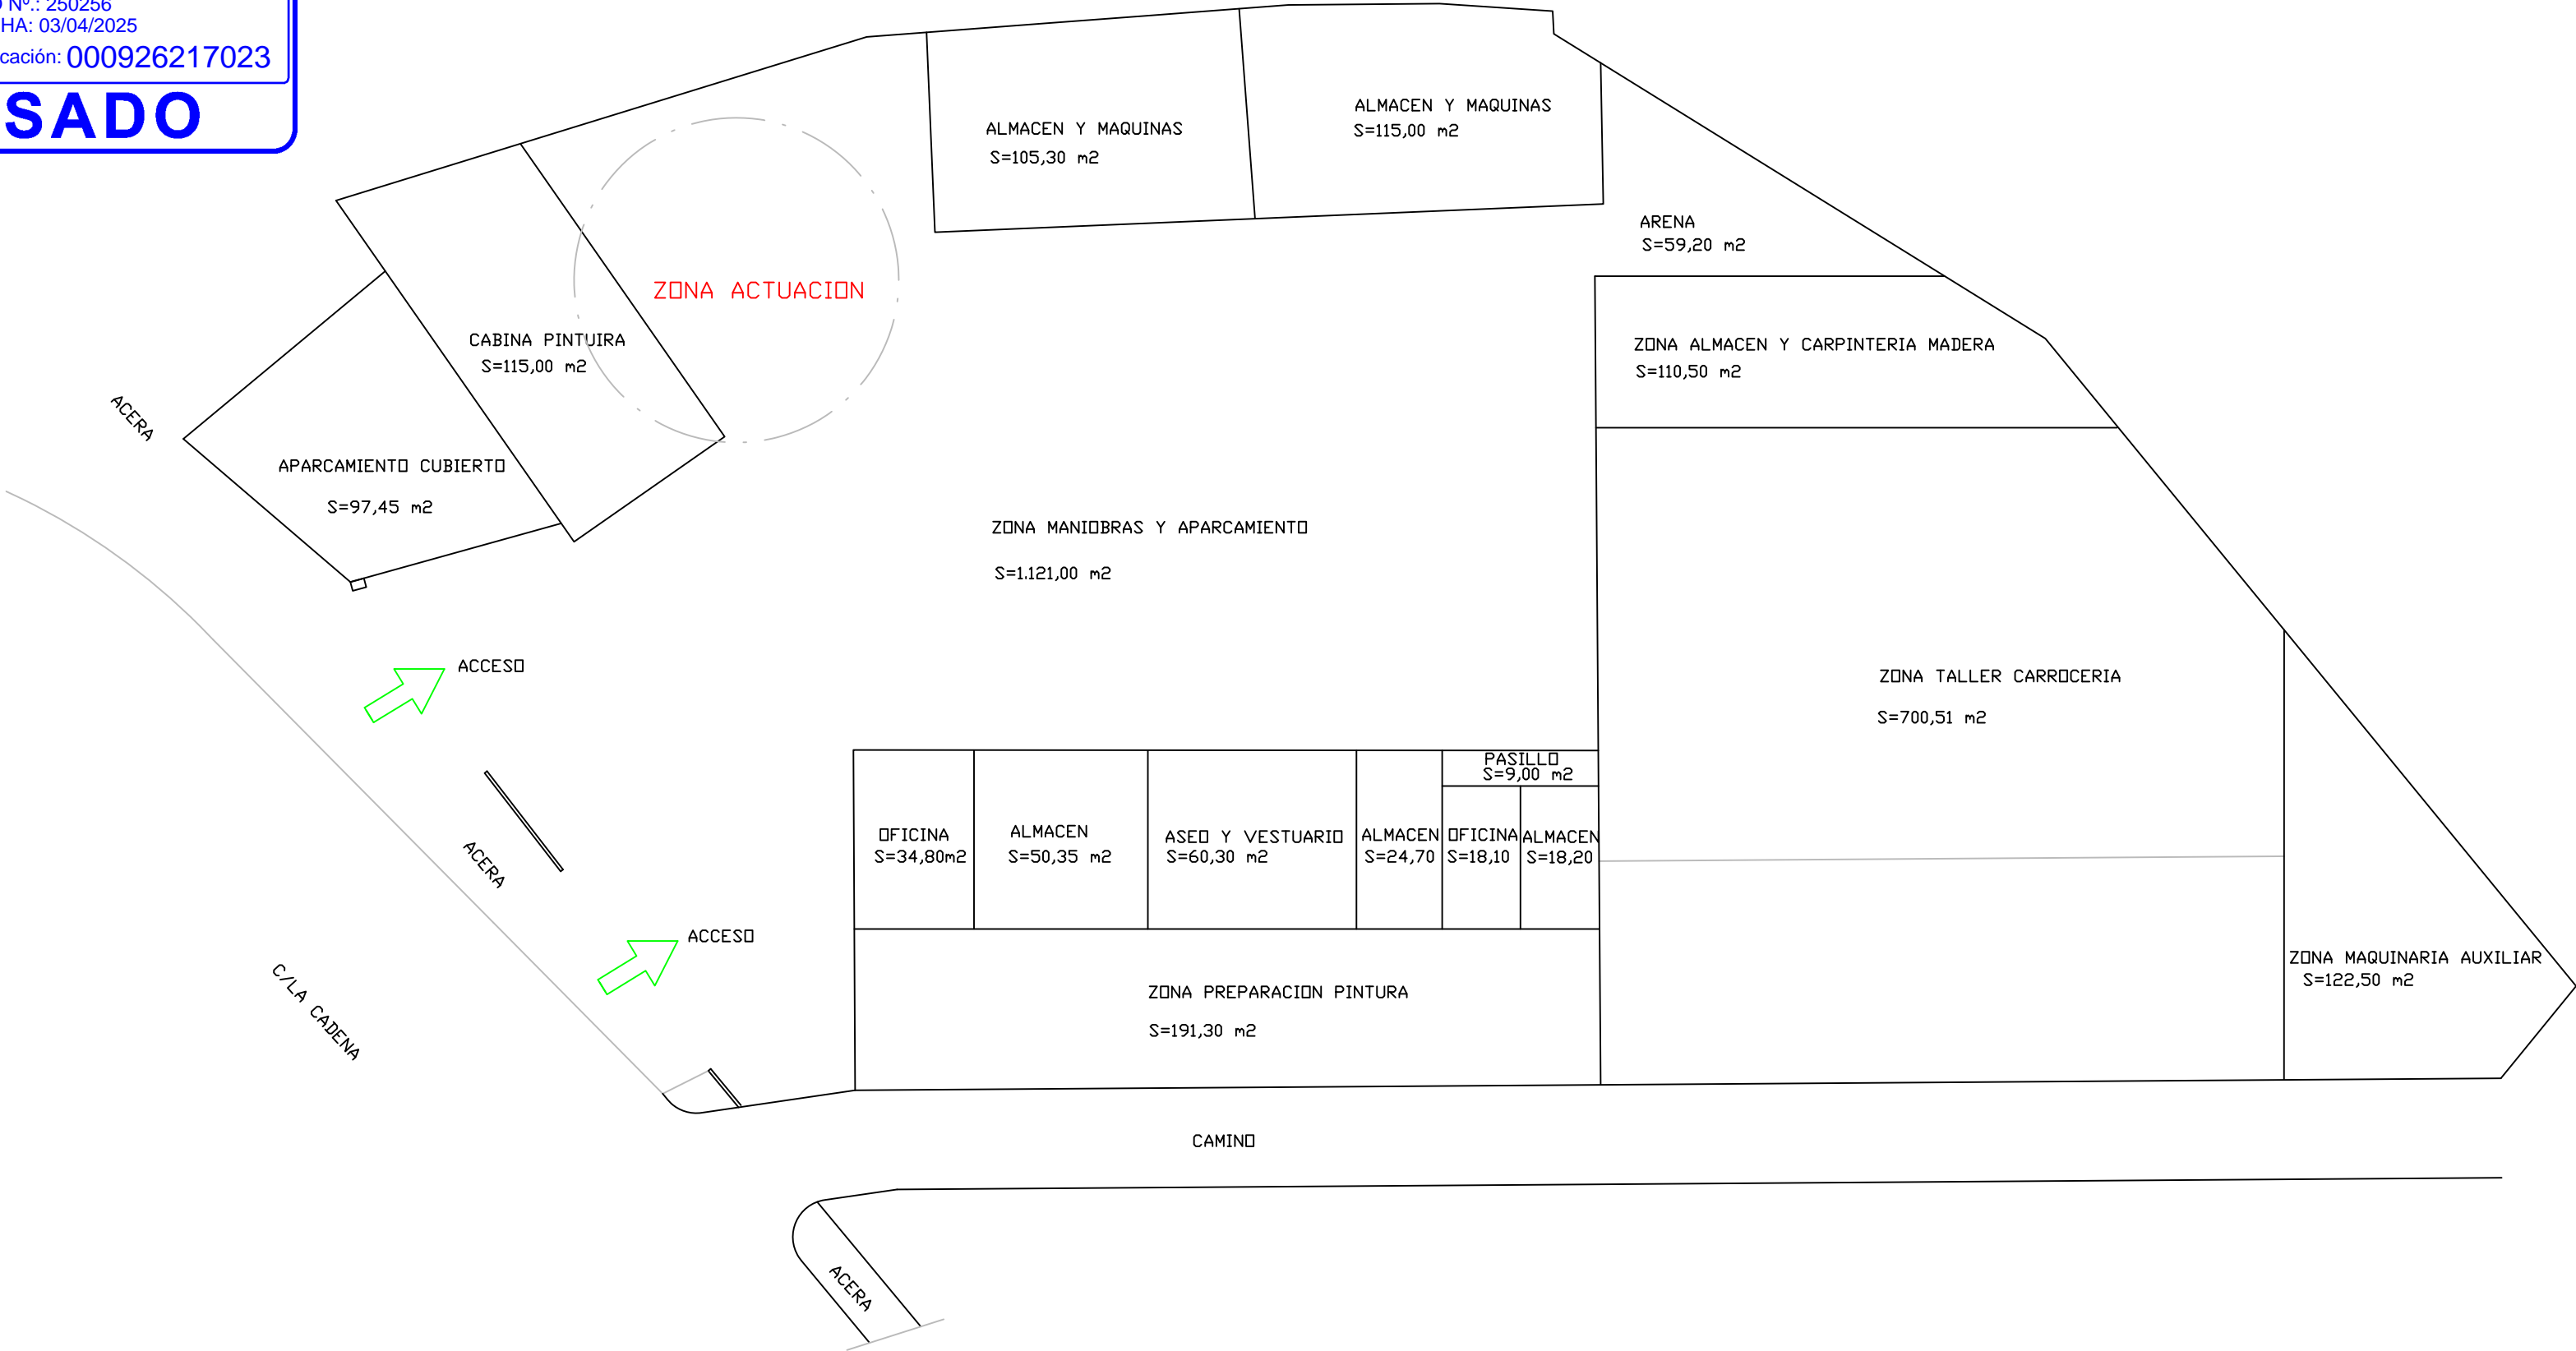 Nº.: 250256
HA: 03/04/2025
cación: 000926217023
SADO
ALMACEN Y MAQUINAS
S=105,30 m2
ALMACEN Y MAQUINAS
S=115,00 m2
ARENA
S=59,20 m2
ZONA ACTUACION
CABINA PINTUIRA
S=115,00 m2
ZONA ALMACEN Y CARPINTERIA MADERA
S=110,50 m2
ACERA
APARCAMIENTO CUBIERTO
S=97,45 m2
ZONA MANIOBRAS Y APARCAMIENTO
S=1.121,00 m2
ACCESO
ZONA TALLER CARROCERIA
S=700,51 m2
PASILLO
S=9,00 m2
OFICINA
S=34,80m2
ALMACEN
S=50,35 m2
ASEO Y VESTUARIO
S=60,30 m2
ALMACEN
S=24,70
OFICINA
S=18,10
ALMACEN
S=18,20
ACERA
ACCESO
C/LA CADENA
ZONA PREPARACION PINTURA
S=191,30 m2
ZONA MAQUINARIA AUXILIAR
S=122,50 m2
CAMINO
ACERA